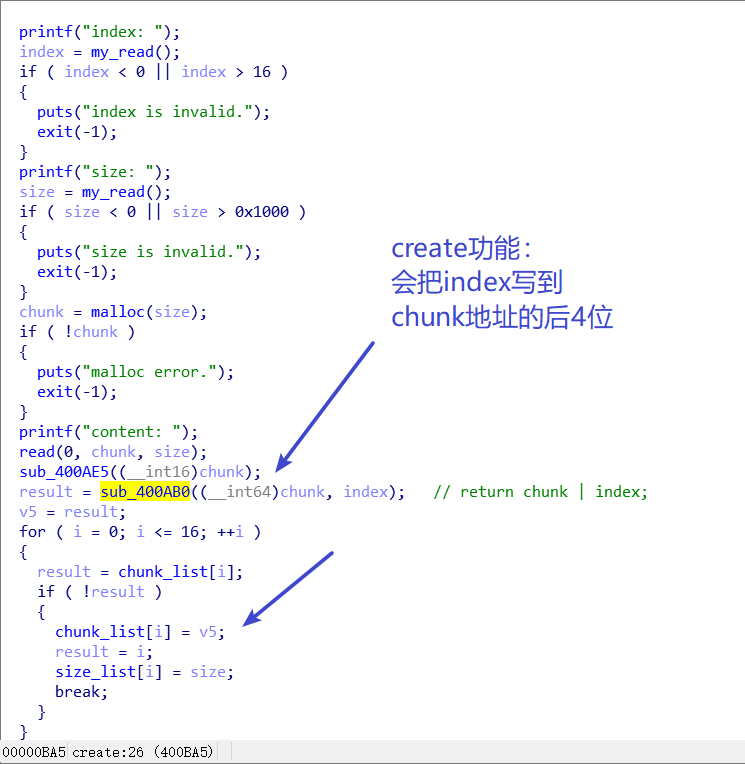 printf("index: ");
index = my_read();
if ( index < 0 || index > 16 )
{
puts("index is invalid.");
exit(-1);
}
printf("size: ");
size = my_read();
if ( size < 0 || size > 0x1000 )
{
puts("size is invalid.");
exit(-1);
}
chunk = malloc(size);
if ( !chunk )
{
puts("malloc error.");
exit(-1);
}
printf("content: ");
read(0, chunk, size);
sub_400AE5((__int16)chunk);
result = sub_400AB0((__int64)chunk, index);   // return chunk | index;
v5 = result;
for ( i = 0; i <= 16; ++i )
{
result = chunk_list[i];
if ( !result )
{
chunk_list[i] = v5;
result = i;
size_list[i] = size;
break;
}
}
create功能：
会把index写到
chunk地址的后4位
00000BA5 create:26 (400BA5)